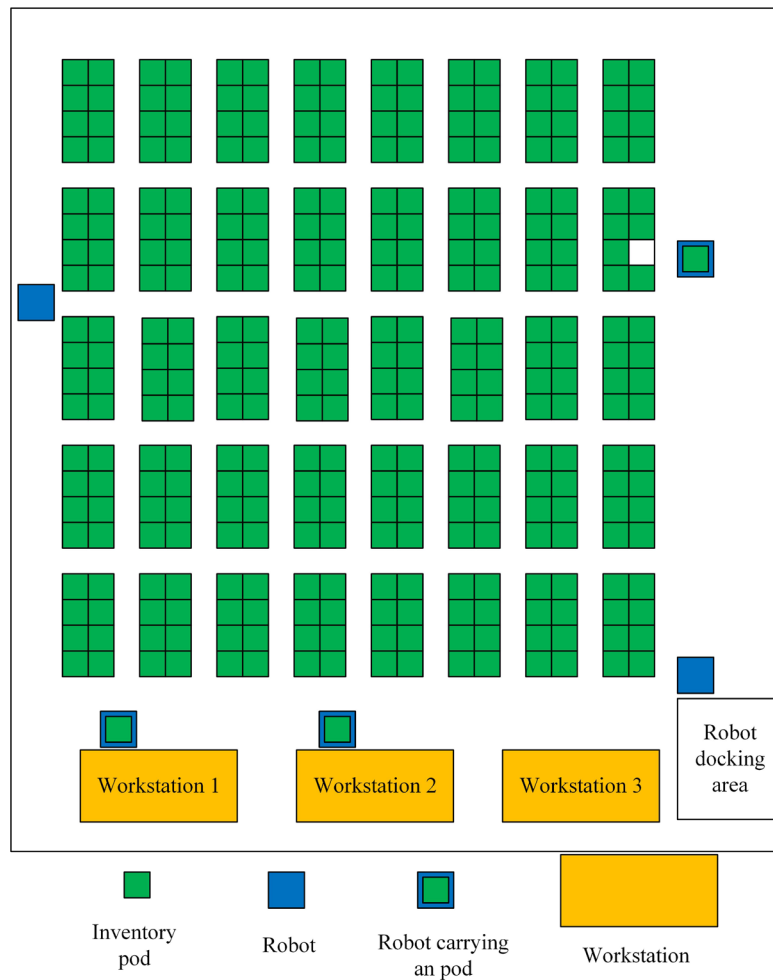 Workstation 1
Workstation 2
Workstation 3
Robot
docking
area
Inventory
pod
Robot
Robot carrying
an pod
Workstation